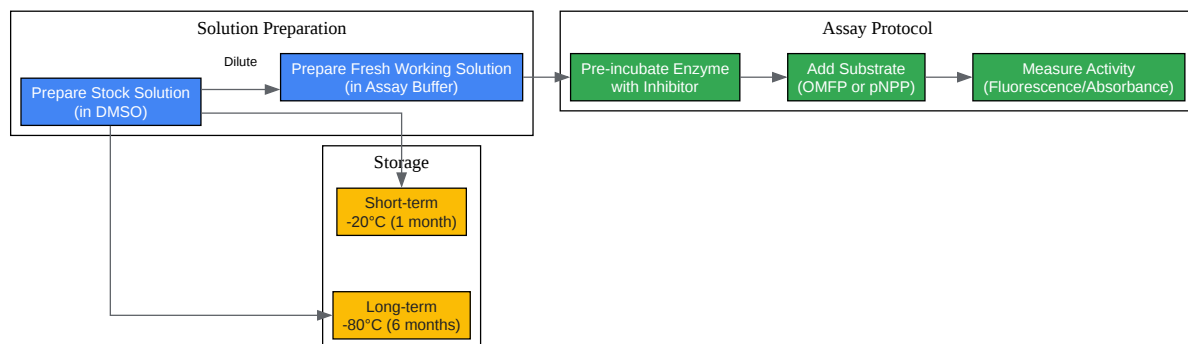 Solution Preparation
Dilute
Prepare Stock Solution
(in DMSO)
Prepare Fresh Working Solution
(in Assay Buffer)
Assay Protocol
Pre-incubate Enzyme
with Inhibitor
Add Substrate
(OMFP or pNPP)
Measure Activity
(Fluorescence/Absorbance)
Storage
Short-term
-20°C (1 month)
Long-term
-80°C (6 months)